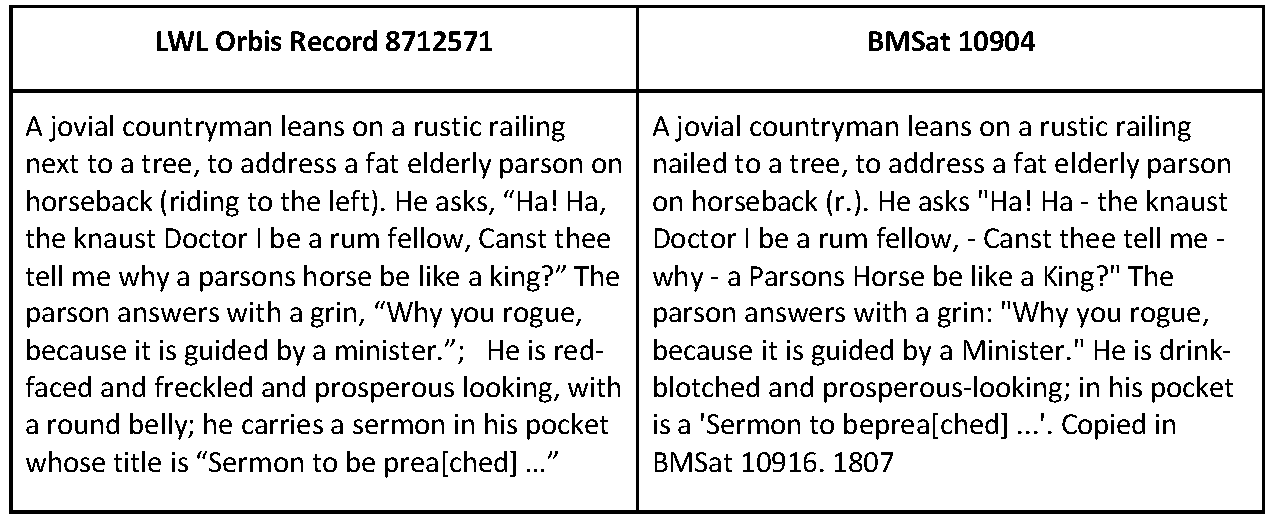 LWL Orbis Record 8712571
A jovial countryman leans on a rustic railing
next to a tree, to address a fat elderly parson on
horseback (riding to the left). He asks, “Ha! Ha,
the knaust Doctor I be a rum fellow, Canst thee
tell me why a parsons horse be like a king?” The
parson answers with a grin, “Why you rogue,
because it is guided by a minister.”;   He is red-
faced and freckled and prosperous looking, with
a round belly; he carries a sermon in his pocket
whose title is “Sermon to be prea[ched] ...”
BMSat 10904
A jovial countryman leans on a rustic railing
nailed to a tree, to address a fat elderly parson
on horseback (r.). He asks "Ha! Ha - the knaust
Doctor I be a rum fellow, - Canst thee tell me -
why - a Parsons Horse be like a King?" The
parson answers with a grin: "Why you rogue,
because it is guided by a Minister." He is drink-
blotched and prosperous-looking; in his pocket
is a 'Sermon to beprea[ched] ...'. Copied in
BMSat 10916. 1807